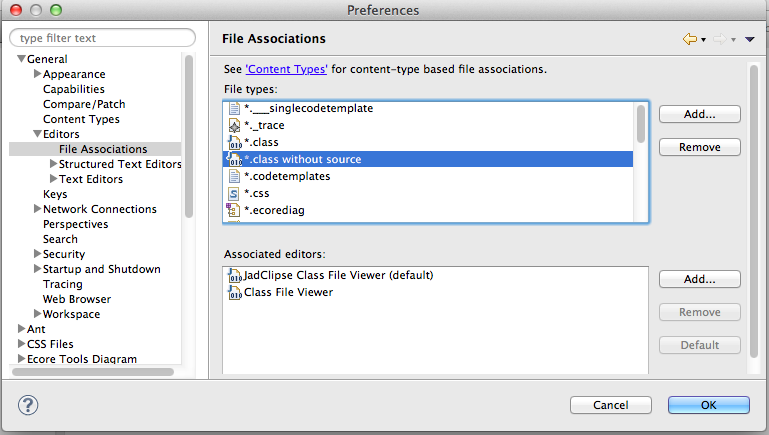 Preferences
type filter text
General
Appearance
Capabilities
Compare/Patch
Content Types
Editors
File Associations
Structured Text Editors
Text Editors
Keys
Network Connections
Perspectives
Search
Security
Startup and Shutdown
Tracing
Web Browser
Workspace
Ant
CSS Files
Ecore Tools Diagram
File Associations
See 'Content Types' for content-type based file associations.
File types:
*.___singlecodetemplate
*._trace
*.class
*.class without source
*.codetemplates
*.css
*.ecorediag
Add...
Remove
Associated editors:
JadClipse Class File Viewer (default)
Class File Viewer
Add...
Remove
Default
?
Cancel
OK